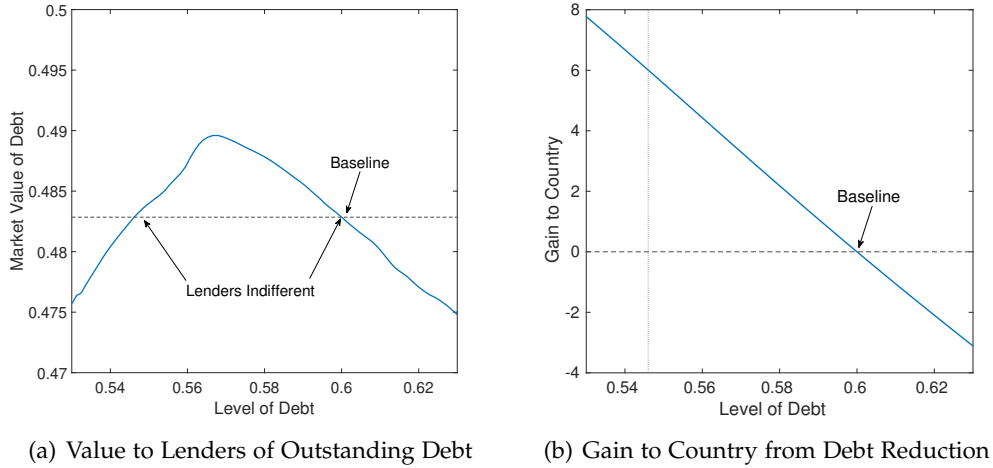 0.5
0.495
0.49
0.485
0.48
0.475
0.47
Market Value of Debt
Baseline
Lenders Indifferent
0.54 0.56 0.58 0.6 0.62
Level of Debt
(a) Value to Lenders of Outstanding Debt
8
6
4
2
0
-2
-4
Gain to Country
Baseline
0.54 0.56 0.58 0.6 0.62
Level of Debt
(b) Gain to Country from Debt Reduction